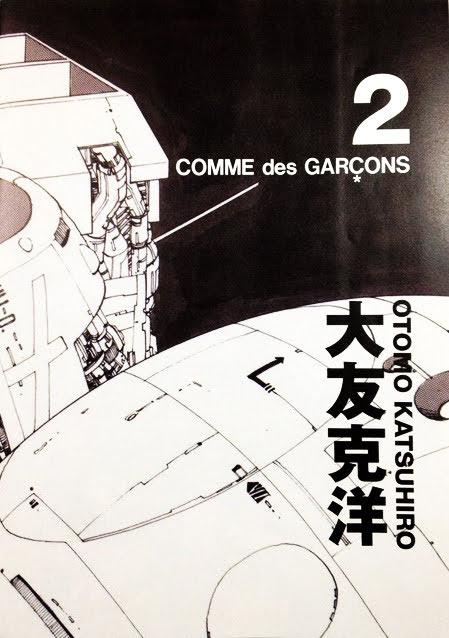 2
COMME des GARÇONS
*
OTOMO KATSUHIRO
大友克洋